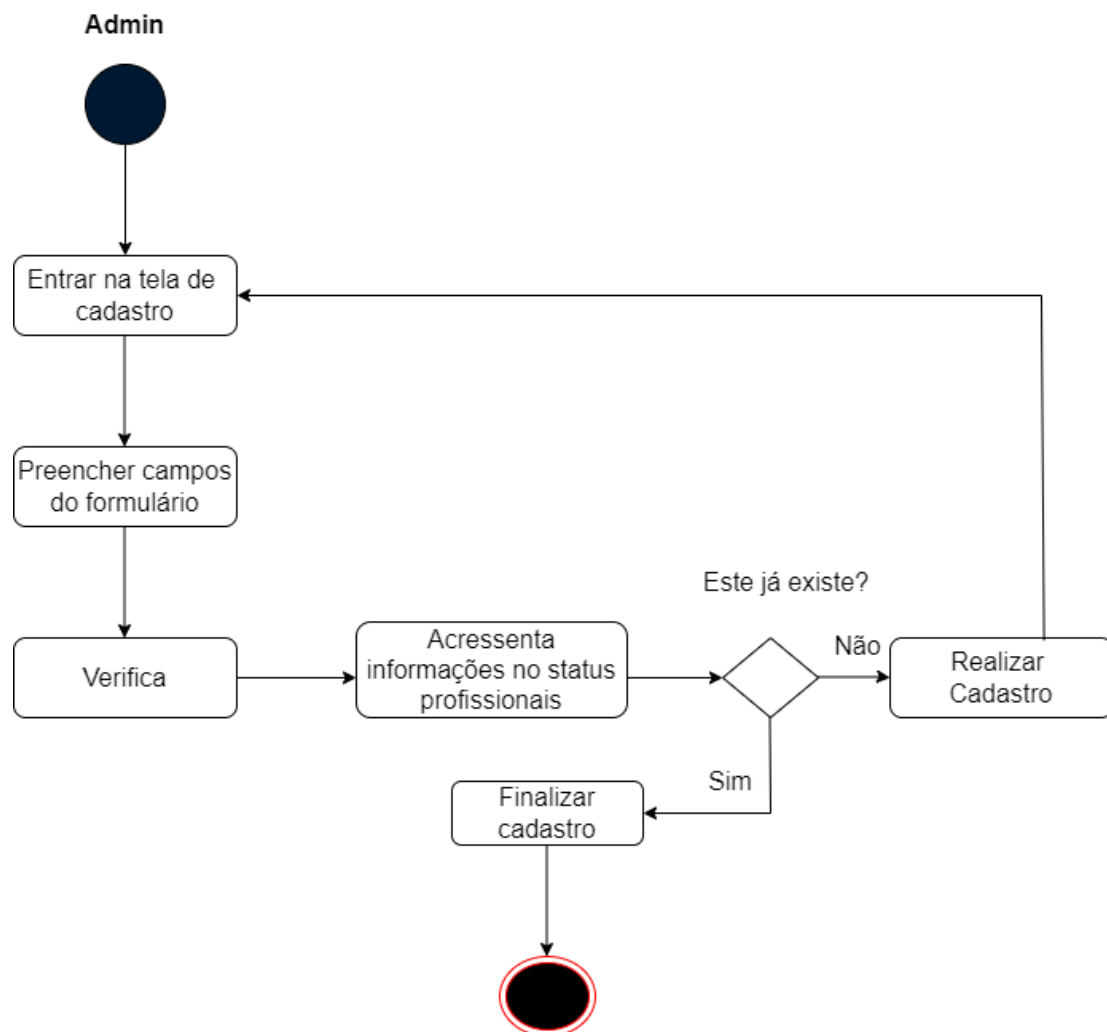 Admin
Entrar na tela de
cadastro
Preencher campos
do formulário
Verifica
Acressenta
informações no status
profissionais
Este já existe?
Não
Realizar
Cadastro
Sim
Finalizar
cadastro